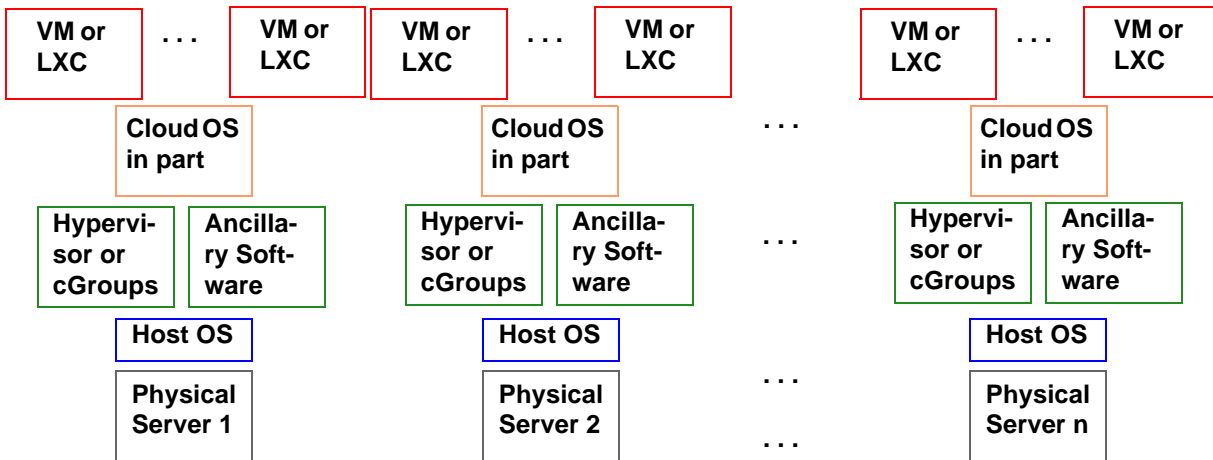 VM or
LXC
. . .
VM or
LXC
VM or
LXC
. . .
VM or
LXC
VM or
LXC
. . .
VM or
LXC
Cloud OS
in part
Cloud OS
in part
. . .
Cloud OS
in part
Hypervi-
sor or
cGroups
Ancilla-
ry Soft-
ware
Hypervi-
sor or
cGroups
Ancilla-
ry Soft-
ware
. . .
Hypervi-
sor or
cGroups
Ancilla-
ry Soft-
ware
Host OS
Host OS
Host OS
. . .
Physical
Server 1
Physical
Server 2
. . .
Physical
Server n